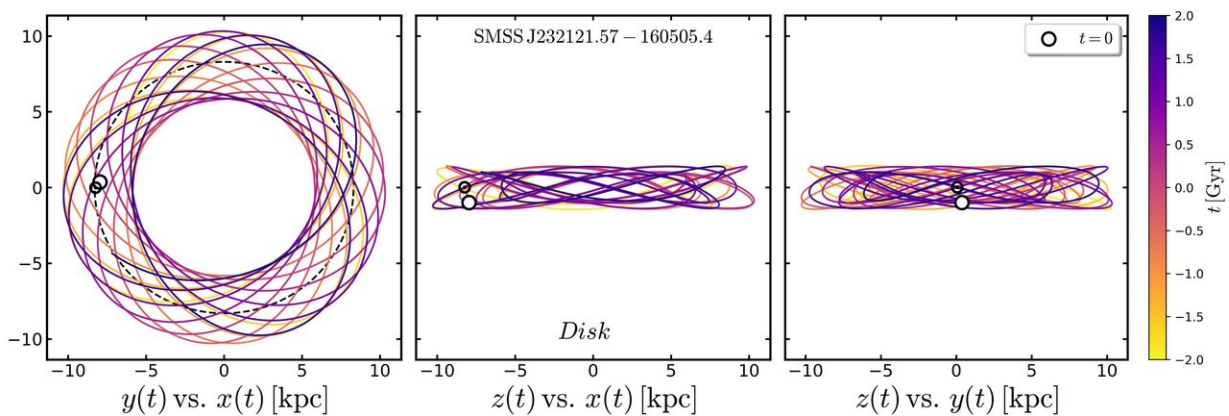 SMSS J232121.57−160505.4
Disk
t = 0
10
5
0
−5
−10
−10 −5 0 5 10
−10 −5 0 5 10
−10 −5 0 5 10
y(t) vs. x(t) [kpc]
z(t) vs. x(t) [kpc]
z(t) vs. y(t) [kpc]
2.0
1.5
1.0
0.5
0.0
−0.5
−1.0
−1.5
−2.0
t [Gyr]